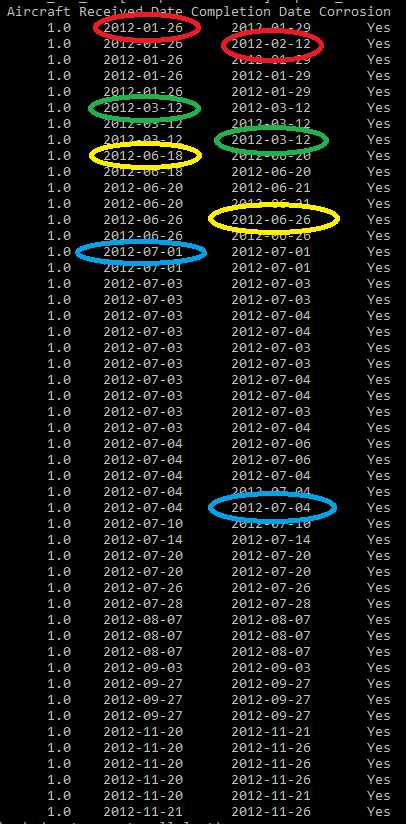 Aircraft Received Date Completion Date Corrosion
1.0 2012-01-26 2012-01-29 Yes
1.0 2012-01-26 2012-02-12 Yes
1.0 2012-01-26 2012-01-29 Yes
1.0 2012-01-26 2012-01-29 Yes
1.0 2012-01-26 2012-01-29 Yes
1.0 2012-03-12 2012-03-12 Yes
1.0 2012-03-12 2012-03-12 Yes
1.0 2012-03-12 2012-03-12 Yes
1.0 2012-06-18 2012-06-20 Yes
1.0 2012-06-18 2012-06-20 Yes
1.0 2012-06-20 2012-06-21 Yes
1.0 2012-06-20 2012-06-21 Yes
1.0 2012-06-26 2012-06-26 Yes
1.0 2012-06-26 2012-06-26 Yes
1.0 2012-07-01 2012-07-01 Yes
1.0 2012-07-01 2012-07-01 Yes
1.0 2012-07-03 2012-07-03 Yes
1.0 2012-07-03 2012-07-03 Yes
1.0 2012-07-03 2012-07-04 Yes
1.0 2012-07-03 2012-07-04 Yes
1.0 2012-07-03 2012-07-03 Yes
1.0 2012-07-03 2012-07-03 Yes
1.0 2012-07-03 2012-07-04 Yes
1.0 2012-07-03 2012-07-04 Yes
1.0 2012-07-03 2012-07-03 Yes
1.0 2012-07-03 2012-07-04 Yes
1.0 2012-07-04 2012-07-06 Yes
1.0 2012-07-04 2012-07-06 Yes
1.0 2012-07-04 2012-07-04 Yes
1.0 2012-07-04 2012-07-04 Yes
1.0 2012-07-04 2012-07-04 Yes
1.0 2012-07-10 2012-07-10 Yes
1.0 2012-07-14 2012-07-14 Yes
1.0 2012-07-20 2012-07-20 Yes
1.0 2012-07-20 2012-07-20 Yes
1.0 2012-07-26 2012-07-26 Yes
1.0 2012-07-28 2012-07-28 Yes
1.0 2012-08-07 2012-08-07 Yes
1.0 2012-08-07 2012-08-07 Yes
1.0 2012-08-07 2012-08-07 Yes
1.0 2012-09-03 2012-09-03 Yes
1.0 2012-09-27 2012-09-27 Yes
1.0 2012-09-27 2012-09-27 Yes
1.0 2012-09-27 2012-09-27 Yes
1.0 2012-11-20 2012-11-21 Yes
1.0 2012-11-20 2012-11-26 Yes
1.0 2012-11-20 2012-11-26 Yes
1.0 2012-11-20 2012-11-26 Yes
1.0 2012-11-20 2012-11-21 Yes
1.0 2012-11-21 2012-11-26 Yes